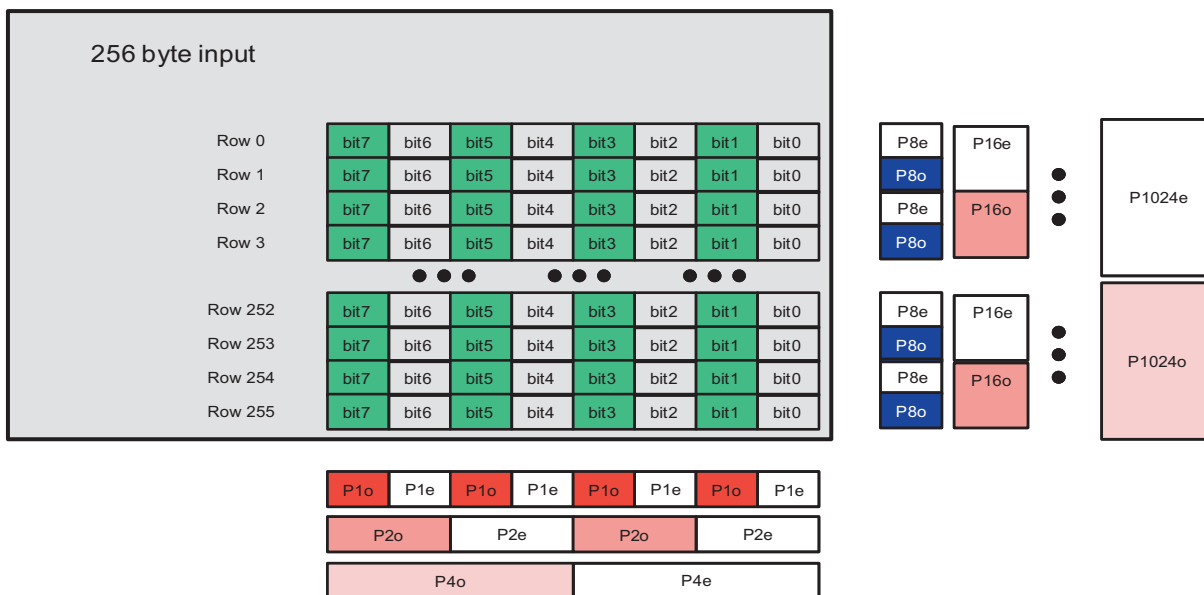 256 byte input
Row 0 bit7 bit6 bit5 bit4 bit3 bit2 bit1 bit0 P8e P16e
Row 1 bit7 bit6 bit5 bit4 bit3 bit2 bit1 bit0 P8o
P1024e
Row 2 bit7 bit6 bit5 bit4 bit3 bit2 bit1 bit0 P8e P16o
Row 3 bit7 bit6 bit5 bit4 bit3 bit2 bit1 bit0 P8o
Row 252 bit7 bit6 bit5 bit4 bit3 bit2 bit1 bit0 P8e P16e
Row 253 bit7 bit6 bit5 bit4 bit3 bit2 bit1 bit0 P8o
P1024o
Row 254 bit7 bit6 bit5 bit4 bit3 bit2 bit1 bit0 P8e P16o
Row 255 bit7 bit6 bit5 bit4 bit3 bit2 bit1 bit0 P8o
P1o P1e P1o P1e P1o P1e P1o P1e
P2o P2e P2o P2e
P4o P4e